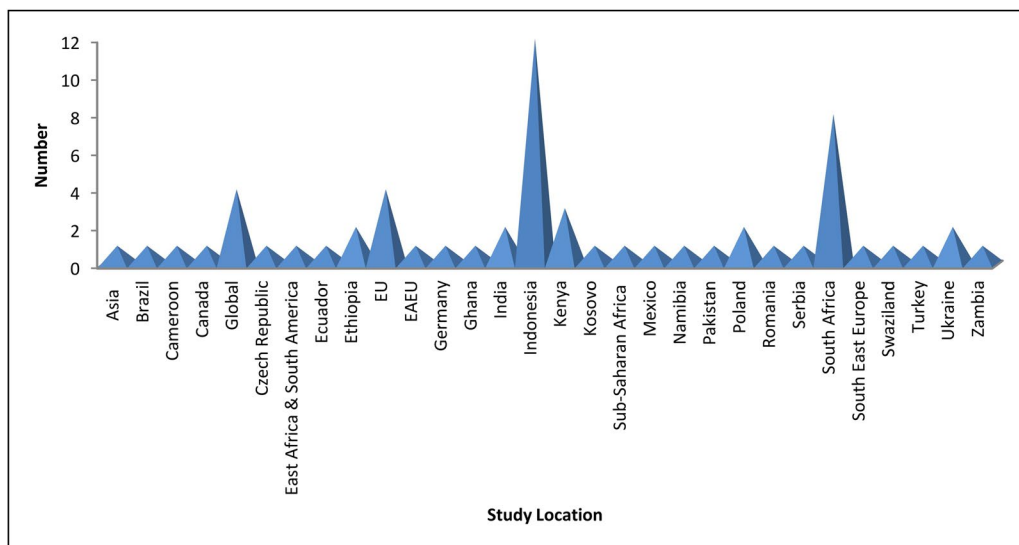 12
10
8
6
4
2
0
Number
Asia
Brazil
Cameroon
Canada
Global
Czech Republic
East Africa & South America
Ecuador
Ethiopia
EU
EAEU
Germany
Ghana
India
Indonesia
Kenya
Kosovo
Sub-Saharan Africa
Mexico
Namibia
Pakistan
Poland
Romania
Serbia
South Africa
South East Europe
Swaziland
Turkey
Ukraine
Zambia
Study Location